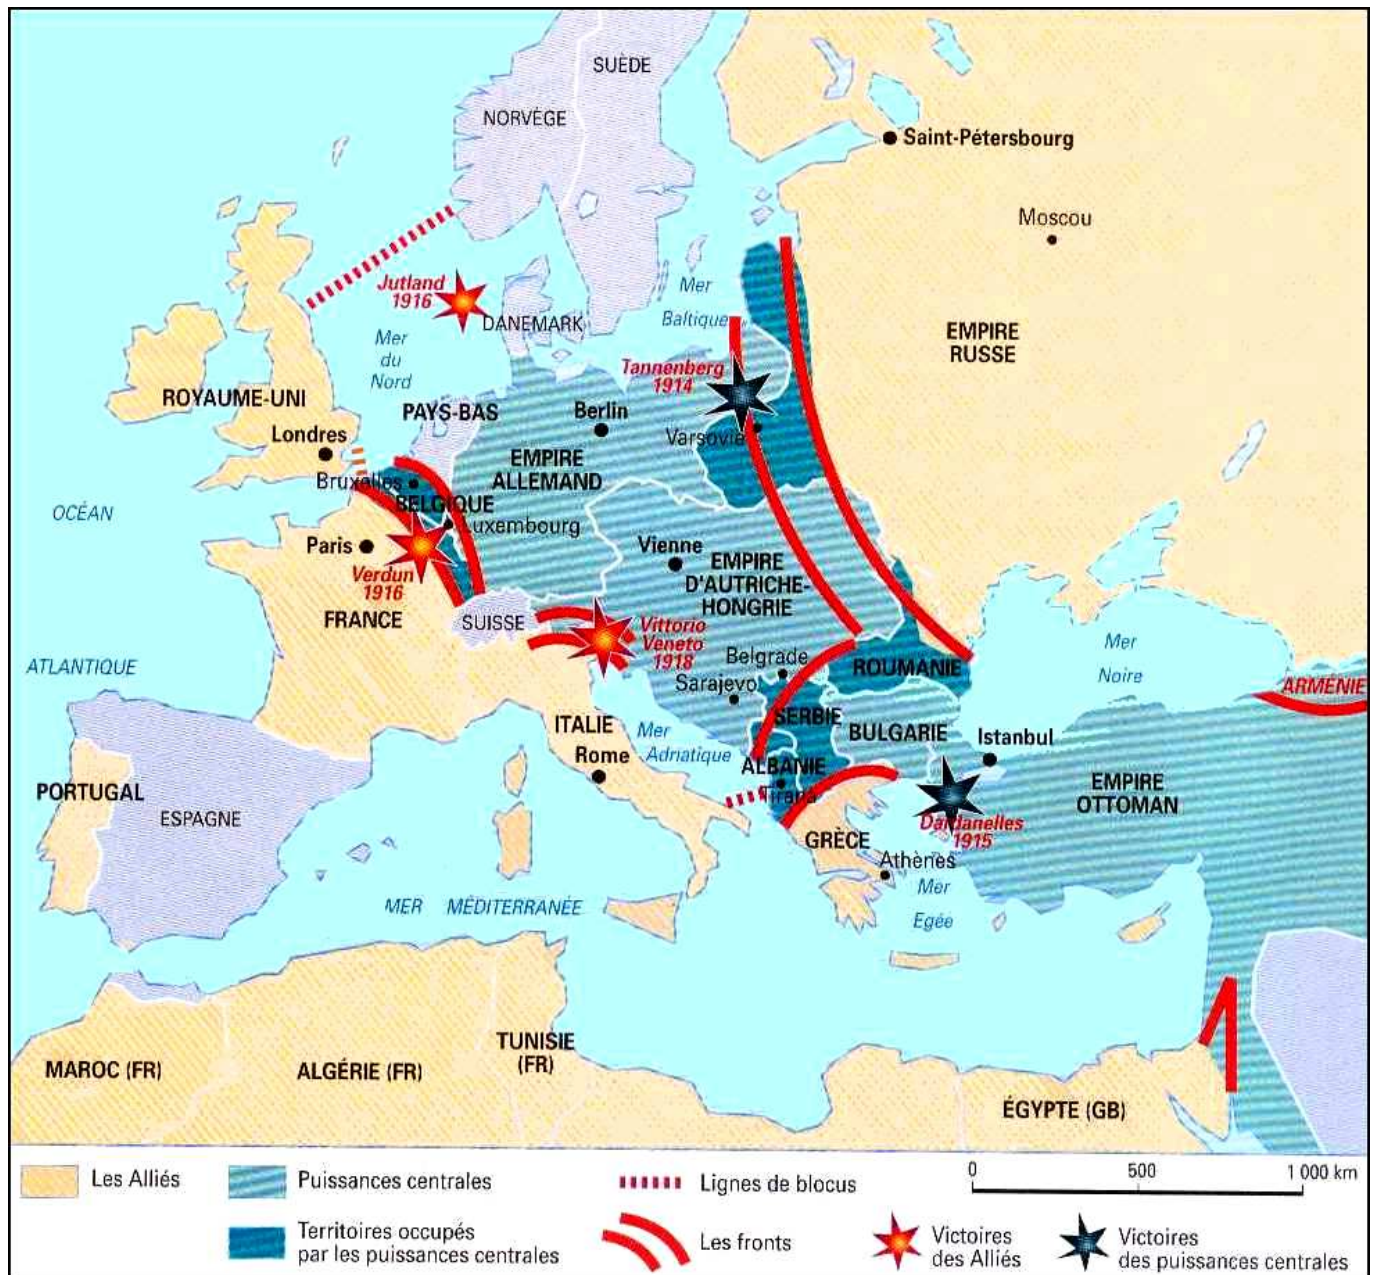 SUÈDE
NORVÈGE
Saint-Pétersbourg
Moscou
Jutland
1916
Mer
Baltique
DANEMARK
Mer
du
Nord
EMPIRE
RUSSE
Tannenberg
1914
ROYAUME-UNI
PAYS-BAS
Berlin
Londres
Varsovie
EMPIRE
ALLEMAND
Bruxelles
BELGIQUE
OCÉAN
Luxembourg
Paris
Vienne
EMPIRE
D'AUTRICHE-
HONGRIE
Verdun
1916
FRANCE
SUISSE
Vittorio
Veneto
1918
Mer
Noire
ATLANTIQUE
Belgrade
ROUMANIE
Sarajevo
ARMÉNIE
SERBIE
ITALIE
Mer
Adriatique
BULGARIE
Istanbul
Rome
ALBANIE
Tirana
PORTUGAL
ESPAGNE
EMPIRE
OTTOMAN
Dardanelles
1915
GRÈCE
Athènes
Mer
Egée
MER MÉDITERRANÉE
TUNISIE
(FR)
MAROC (FR)
ALGÉRIE (FR)
ÉGYPTE (GB)
Les Alliés
Puissances centrales
Territoires occupés
par les puissances centrales
Lignes de blocus
Les fronts
0 500 1 000 km
Victoires
des Alliés
Victoires
des puissances centrales